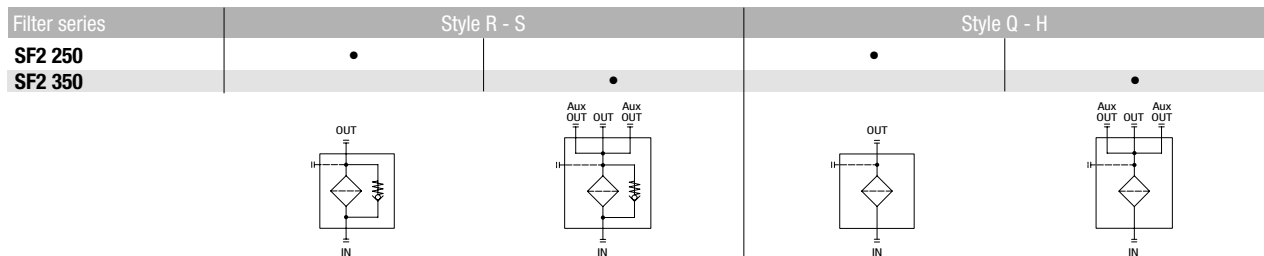 Filter series Style R - S Style Q - H
SF2 250 • •
SF2 350 • •
Aux Aux Aux Aux
OUT OUT OUT OUT OUT OUT OUT OUT
IN IN IN IN